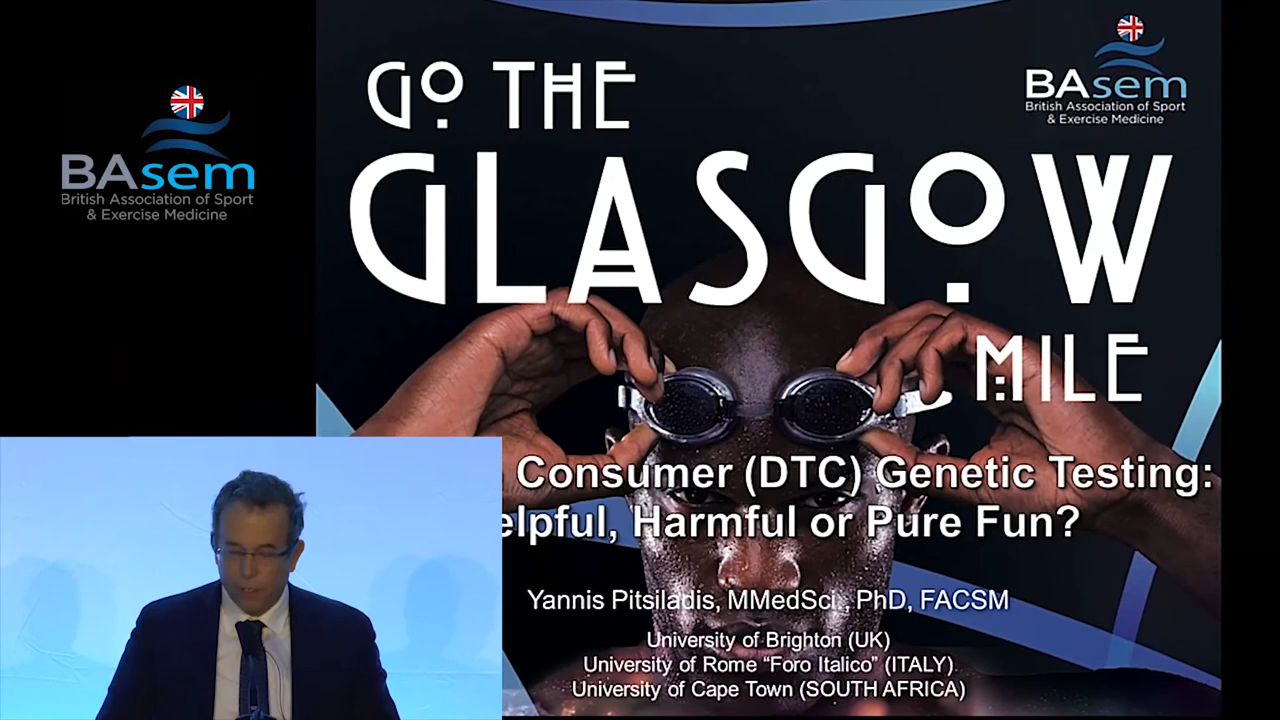 BAsem
British Association of Sport
& Exercise Medicine
GO THE
GLASGOW
MILE
BAsem
British Association of Sport
& Exercise Medicine
Consumer (DTC) Genetic Testing:
elpful, Harmful or Pure Fun?
Yannis Pitsiladis, MMedSci., PhD, FACSM
University of Brighton (UK)
University of Rome “Foro Italico” (ITALY)
University of Cape Town (SOUTH AFRICA)